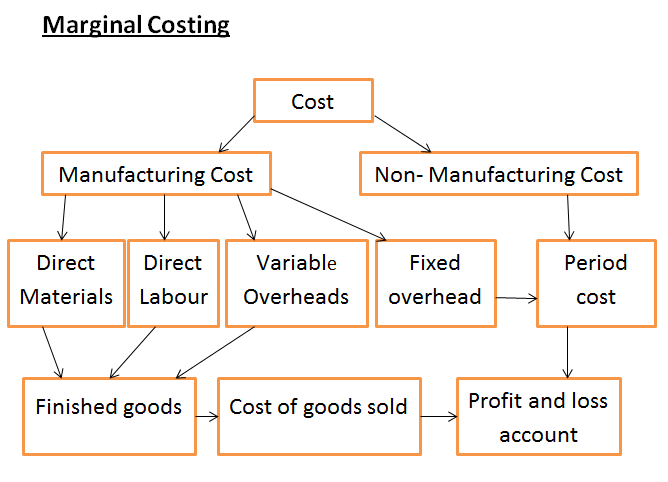 Marginal Costing
Cost
Manufacturing Cost
Non- Manufacturing Cost
Direct
Materials
Direct
Labour
Variable
Overheads
Fixed
overhead
Period
cost
Finished goods
Cost of goods sold
Profit and loss
account